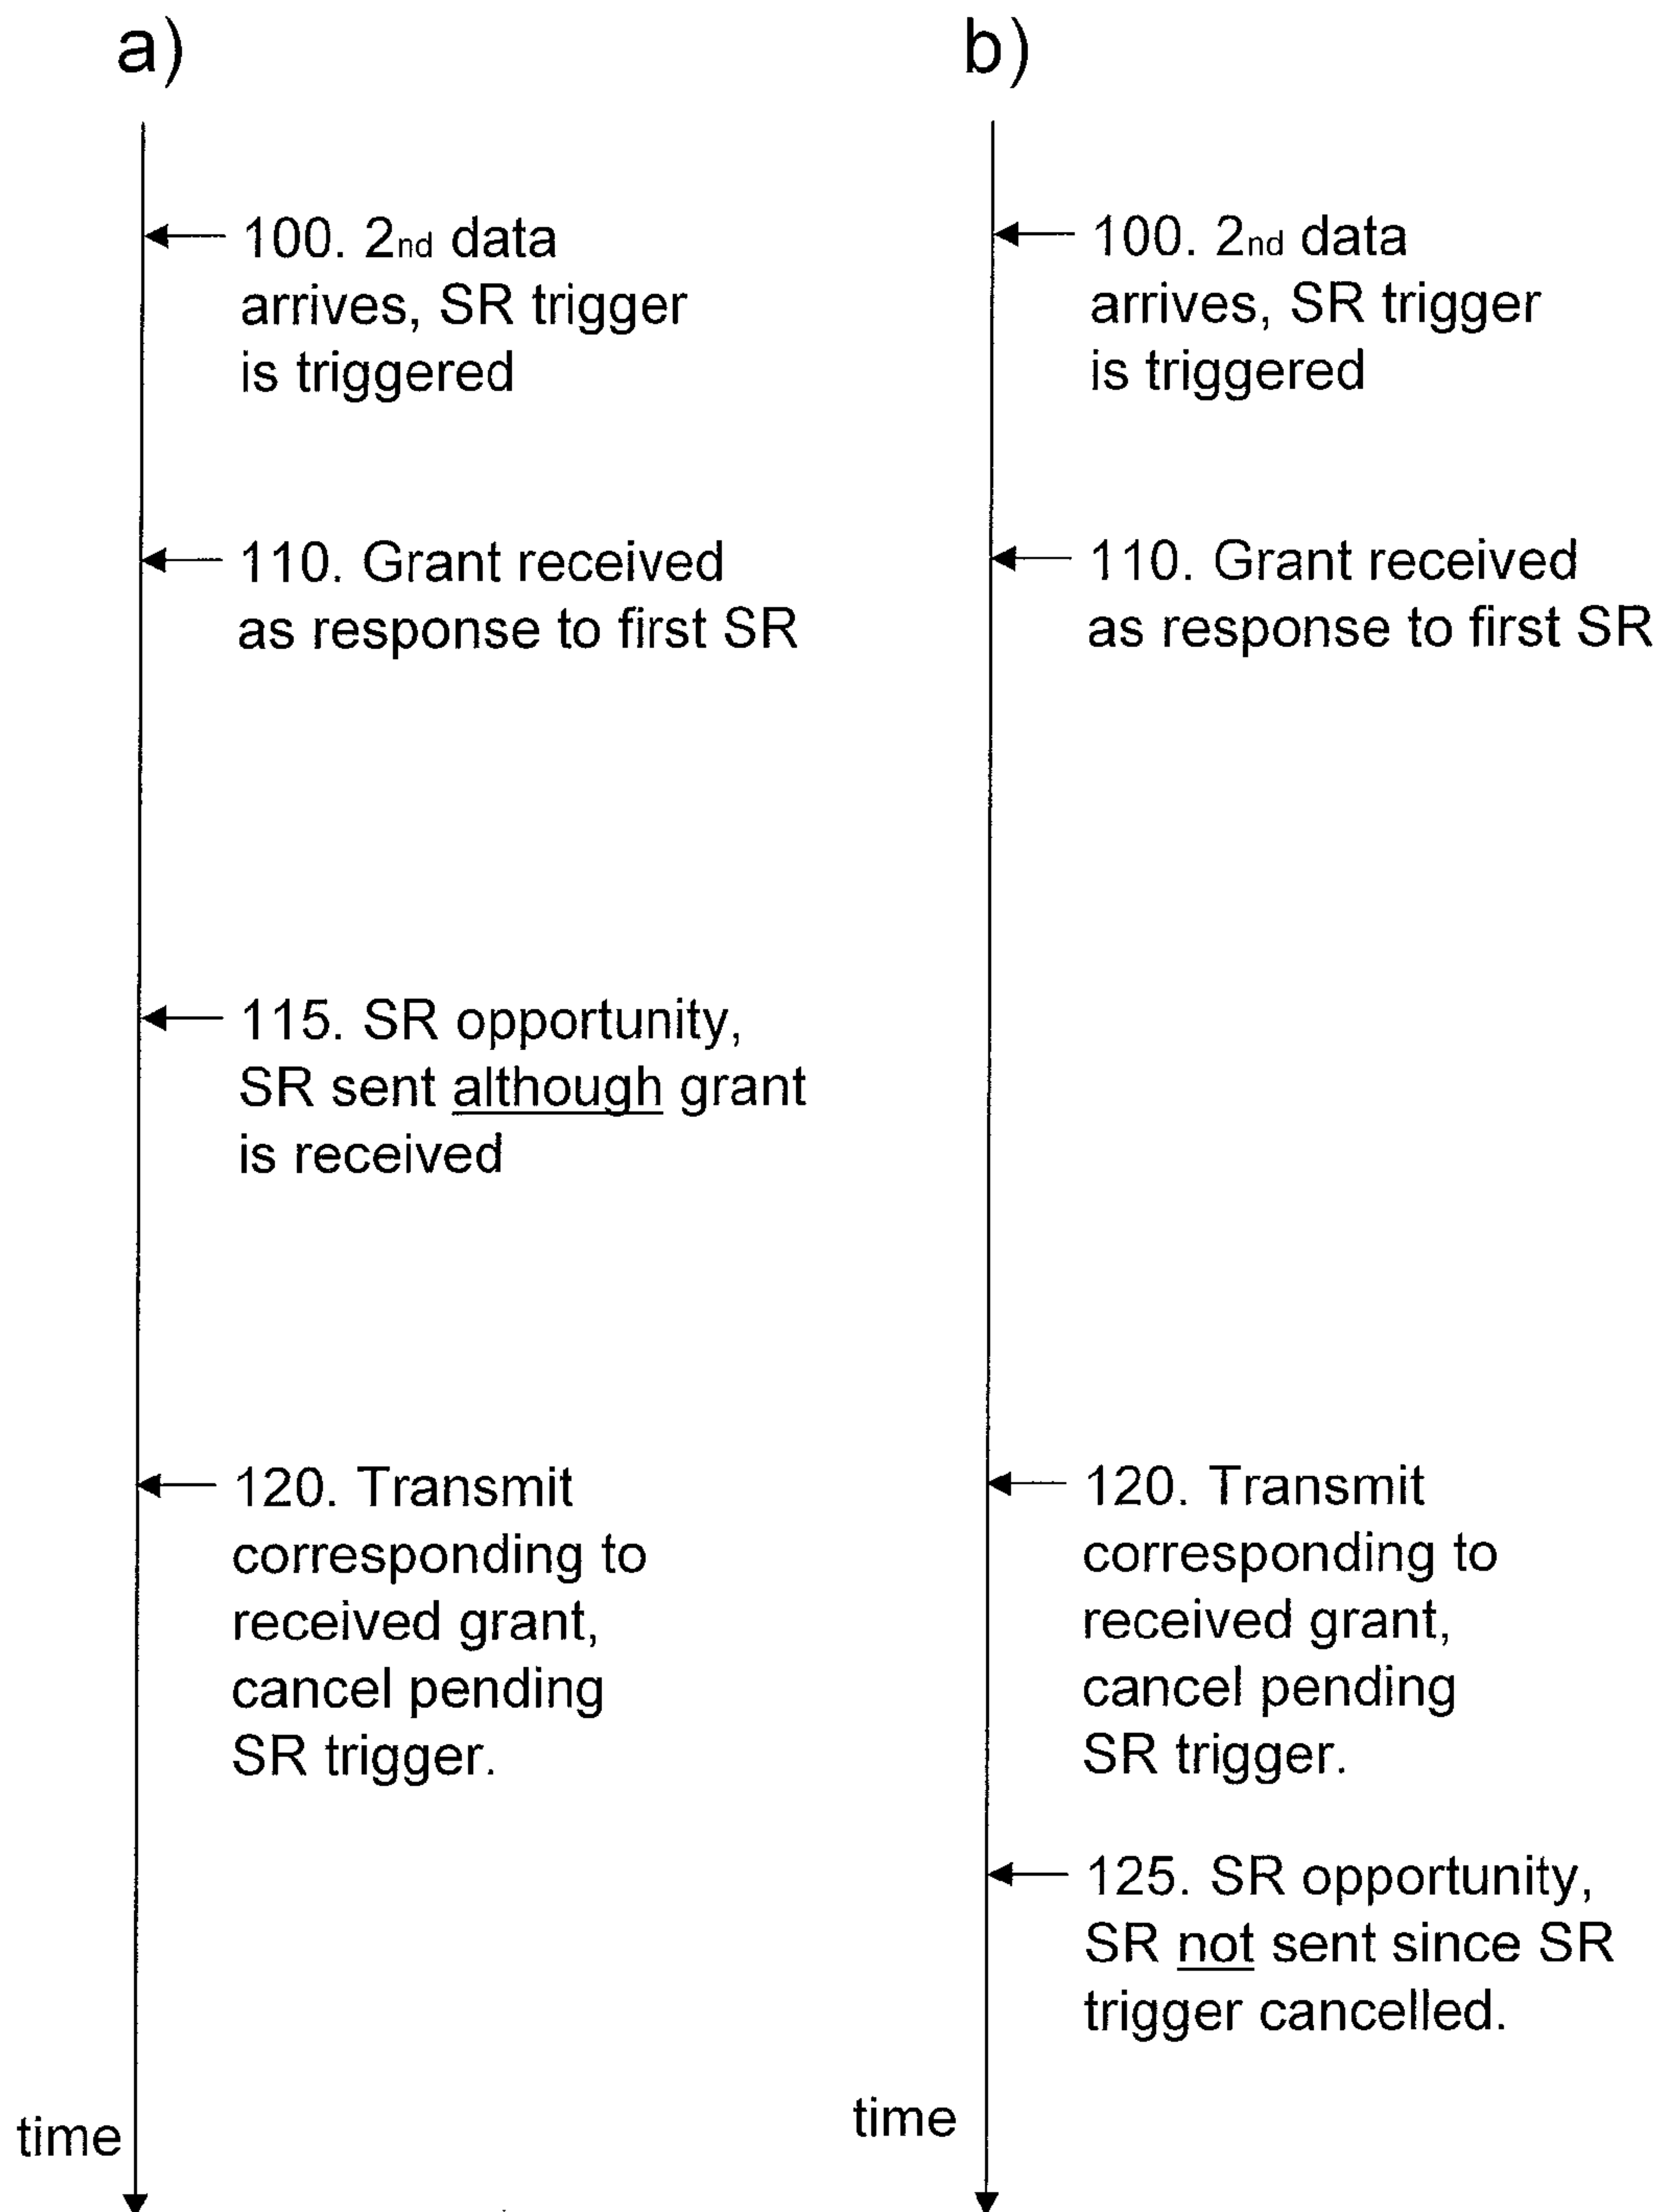 a)
100. 2nd data
arrives, SR trigger
is triggered
110. Grant received
as response to first SR
115. SR opportunity,
SR sent although grant
is received
120. Transmit
corresponding to
received grant,
cancel pending
SR trigger.
time
b)
100. 2nd data
arrives, SR trigger
is triggered
110. Grant received
as response to first SR
120. Transmit
corresponding to
received grant,
cancel pending
SR trigger.
125. SR opportunity,
SR not sent since SR
trigger cancelled.
time